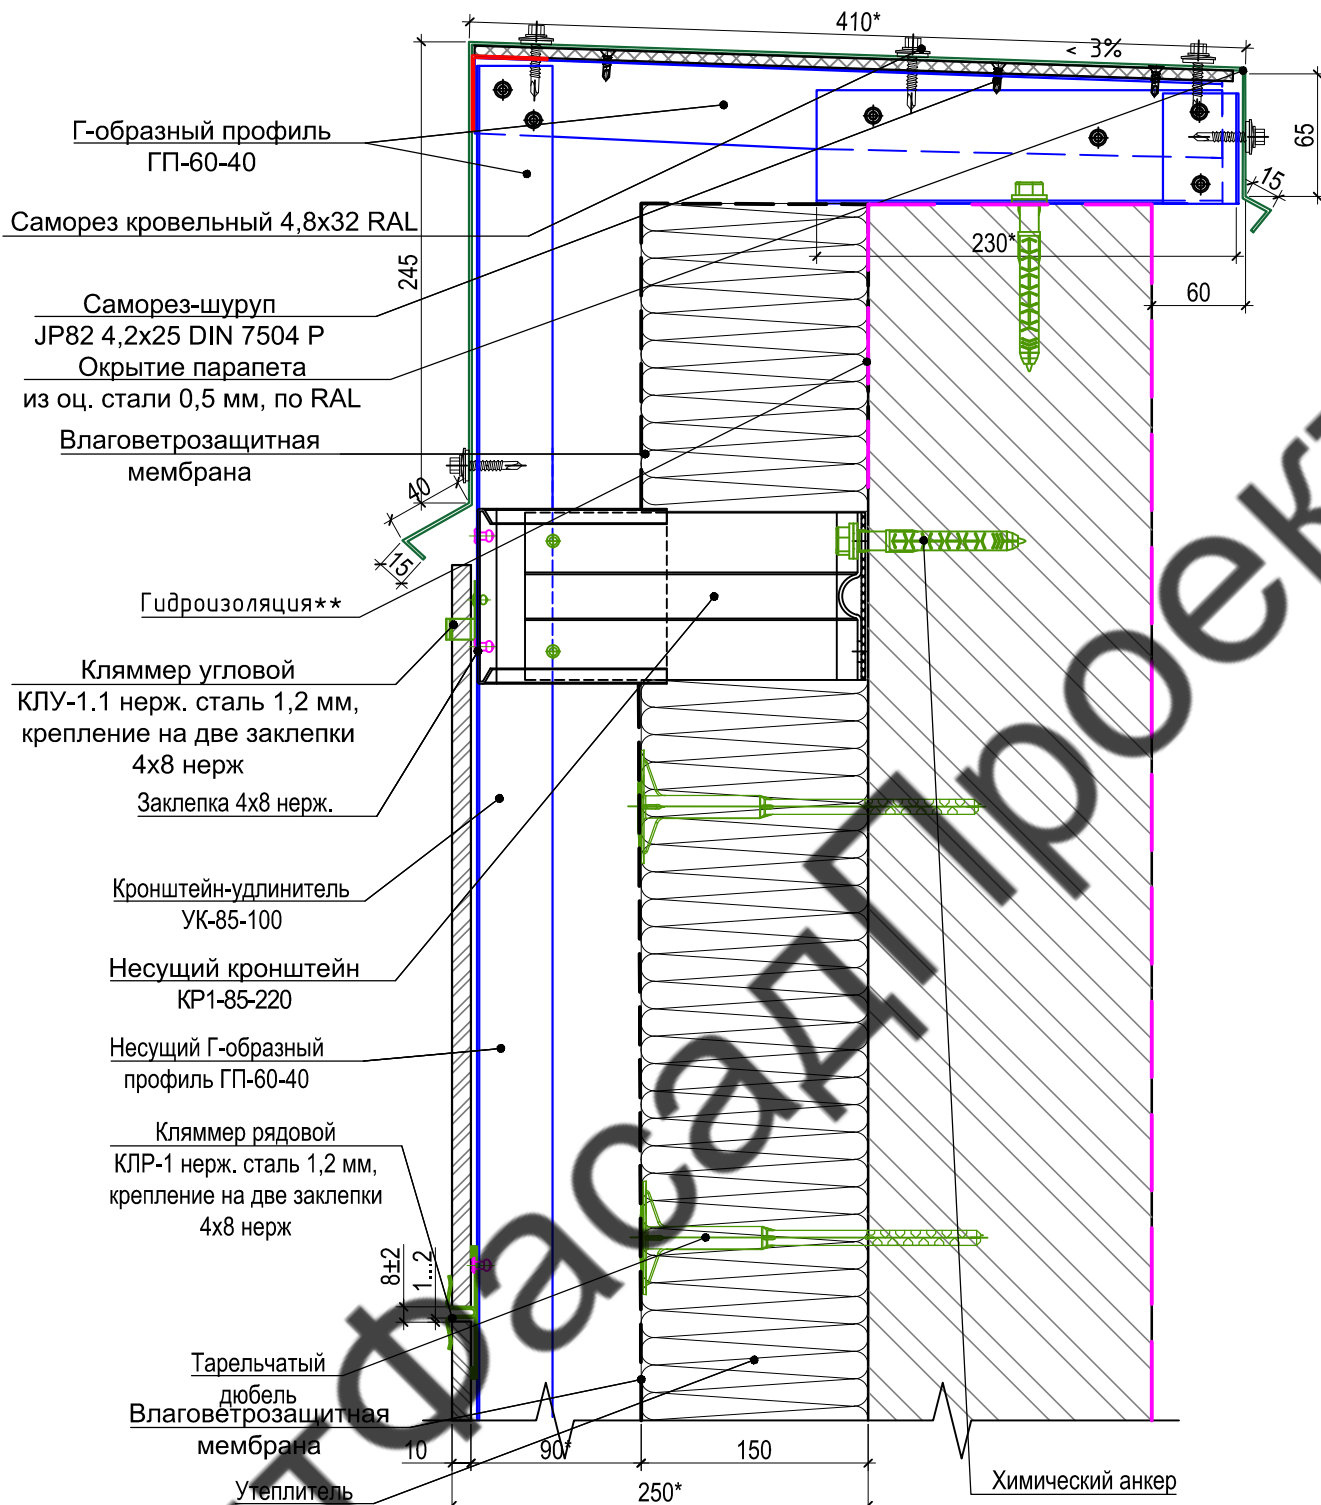 410*
< 3%
Г-образный профиль
ГП-60-40
65
15
Саморез кровельный 4,8х32 RAL
230*
245
60
Саморез-шуруп
JP82 4,2х25 DIN 7504 P
Окрытие парапета
из оц. стали 0,5 мм, по RAL
Влаговетрозащитная
мембрана
40
15
Гидроизоляция**
Кляммер угловой
КЛУ-1.1 нерж. сталь 1,2 мм,
крепление на две заклепки
4х8 нерж
Заклепка 4х8 нерж.
Кронштейн-удлинитель
УК-85-100
Несущий кронштейн
КР1-85-220
Несущий Г-образный
профиль ГП-60-40
Кляммер рядовой
КЛР-1 нерж. сталь 1,2 мм,
крепление на две заклепки
4х8 нерж
8±2
1...2
Тарельчатый
дюбель
Влаговетрозащитная
мембрана
10
90*
150
Утеплитель
250*
Химический анкер
ФасадПроект